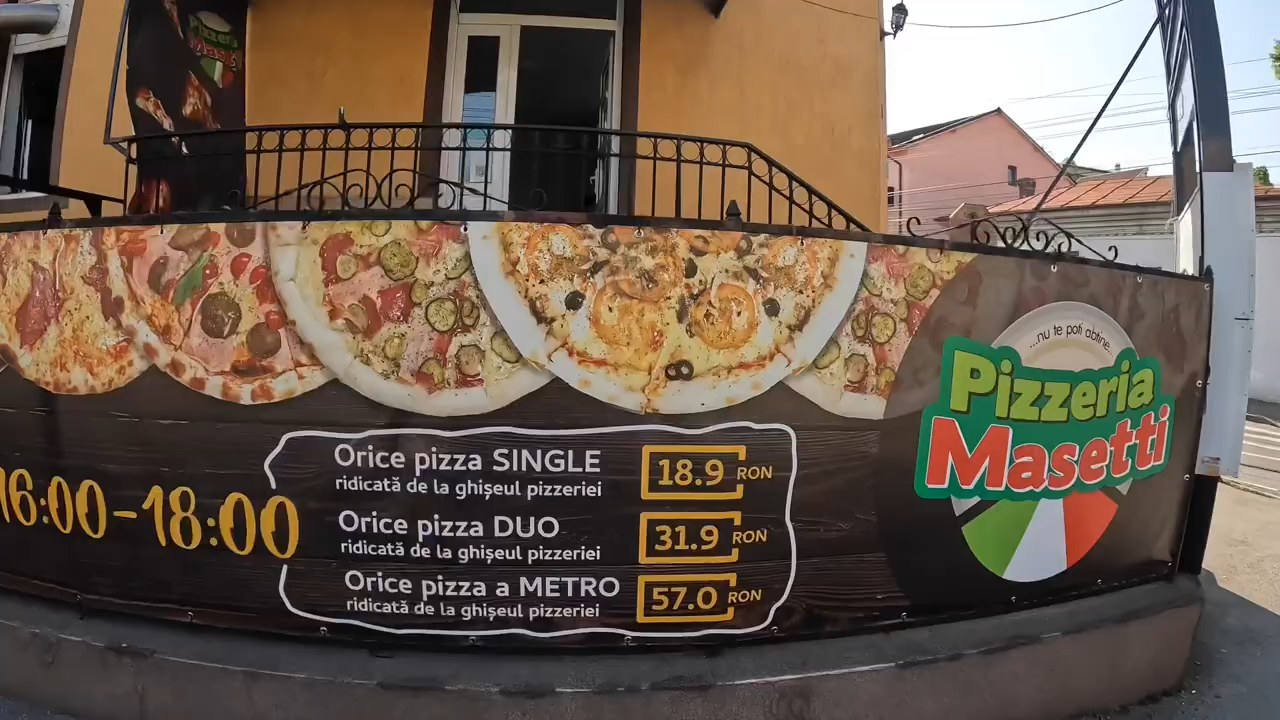 Pizzeria
Masetti
...nu te poți abține...
Pizzeria
Masetti
16:00-18:00
Orice pizza SINGLE
ridicată de la ghișeul pizzeriei
18.9 RON
Orice pizza DUO
ridicată de la ghișeul pizzeriei
31.9 RON
Orice pizza a METRO
ridicată de la ghișeul pizzeriei
57.0 RON